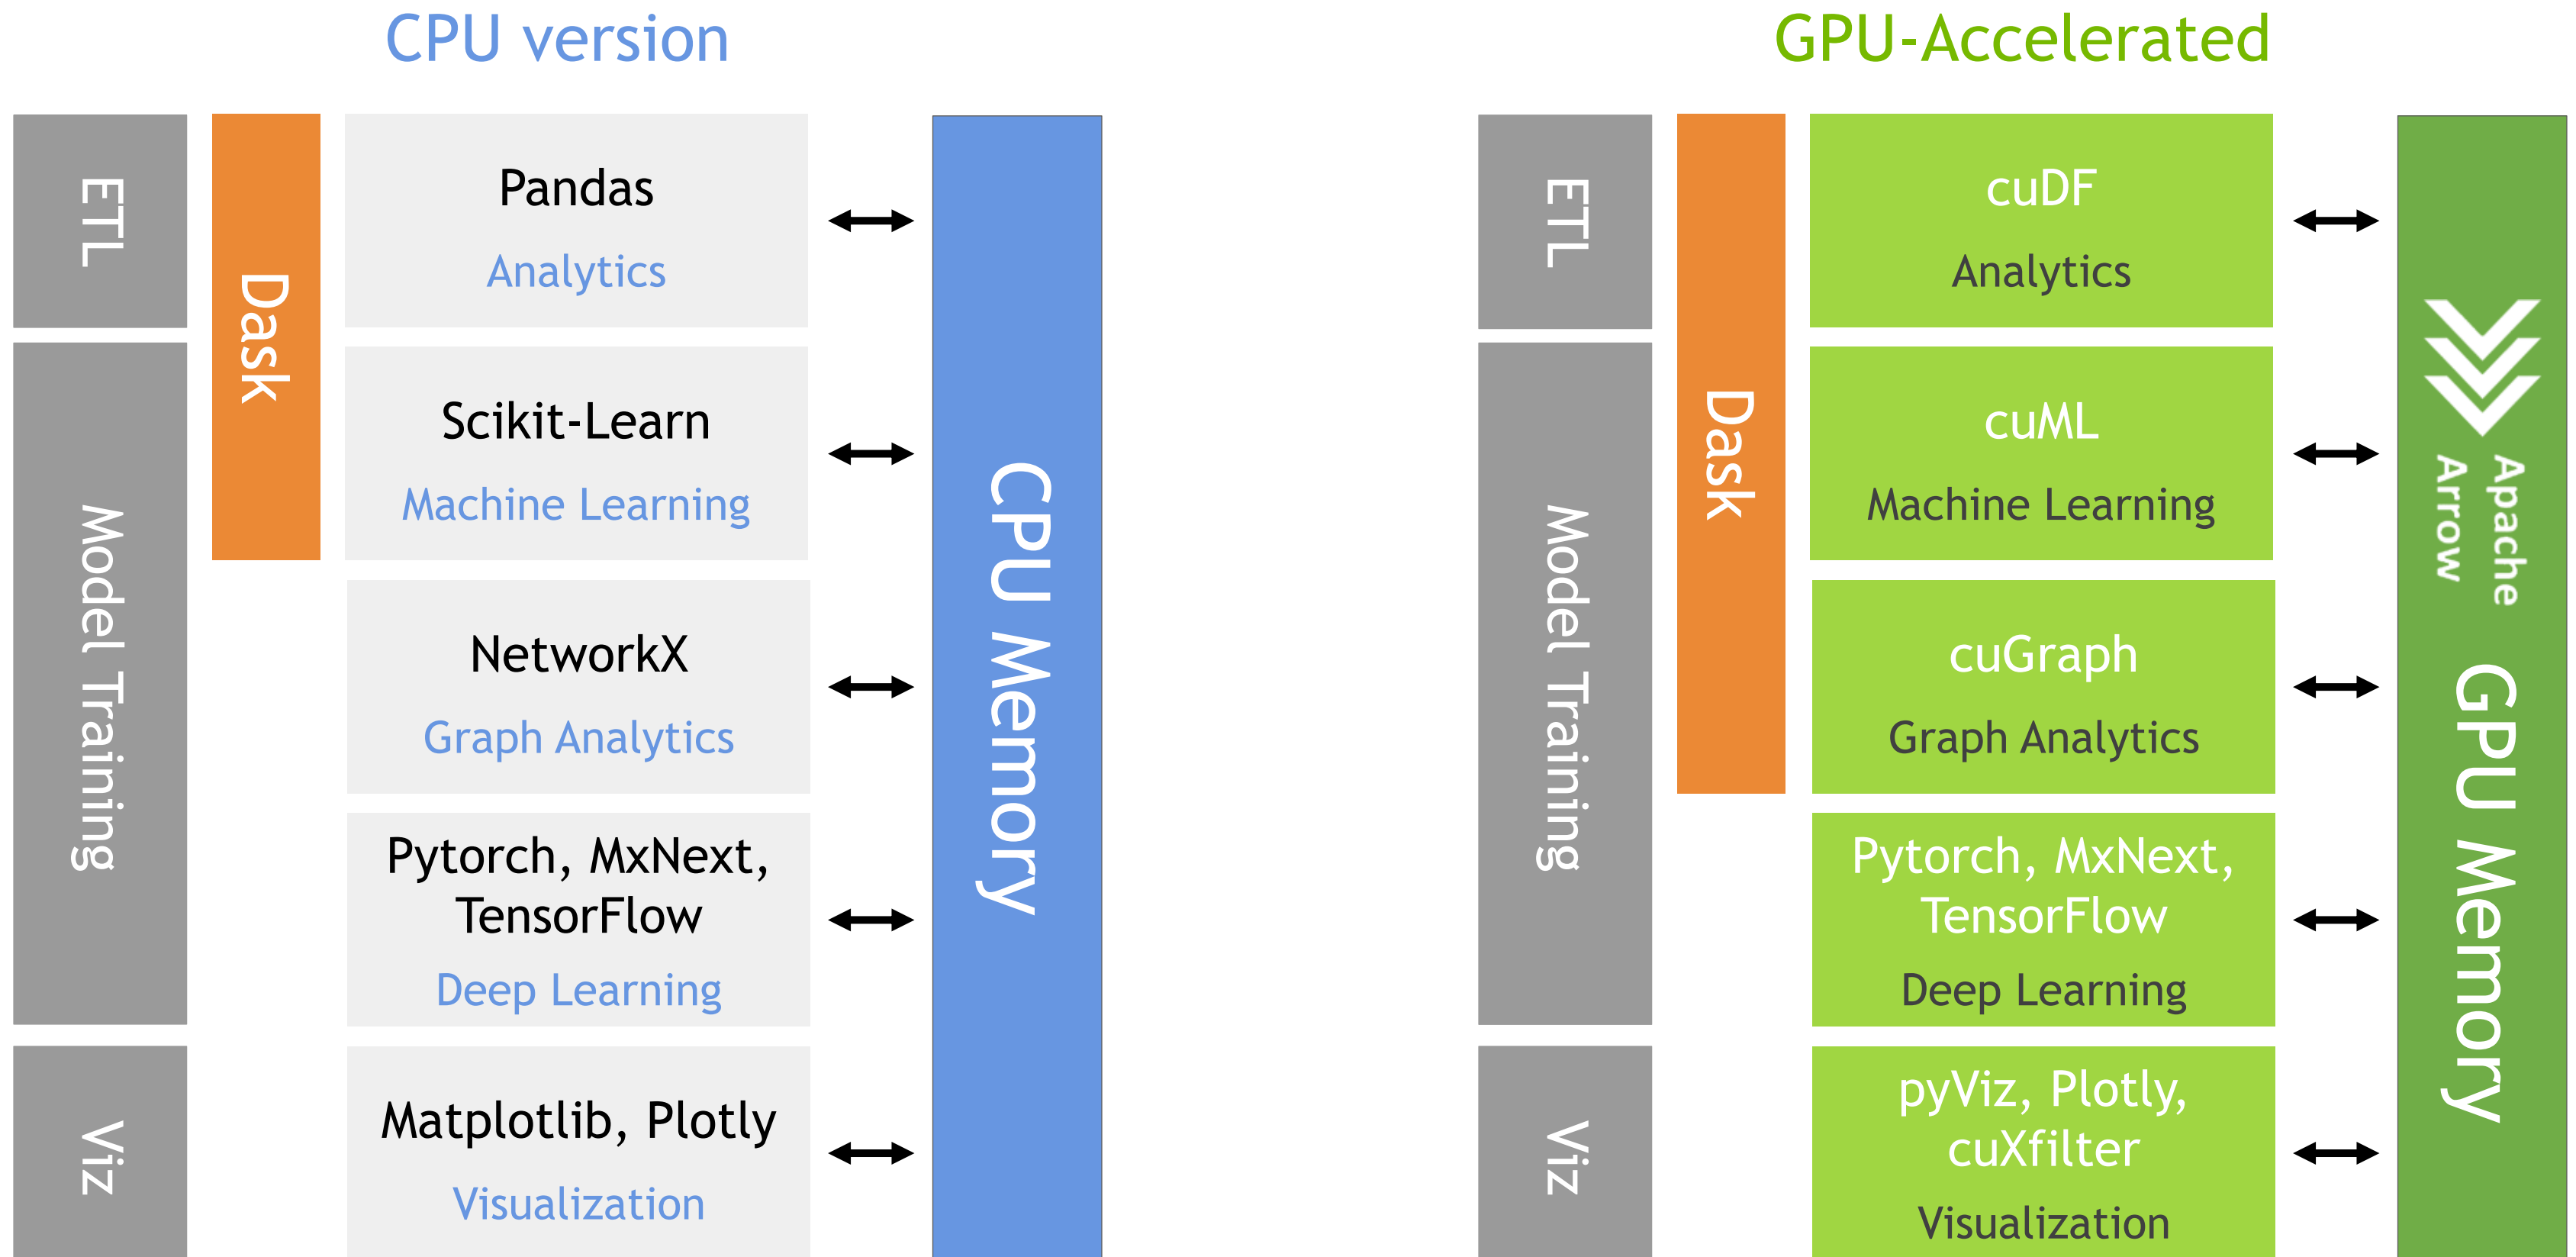 CPU version
ETL
Model Training
Viz
Dask
Pandas
Analytics
Scikit-Learn
Machine Learning
NetworkX
Graph Analytics
Pytorch, MxNext,
TensorFlow
Deep Learning
Matplotlib, Plotly
Visualization
CPU Memory
GPU-Accelerated
ETL
Model Training
Viz
Dask
cuDF
Analytics
cuML
Machine Learning
cuGraph
Graph Analytics
Pytorch, MxNext,
TensorFlow
Deep Learning
pyViz, Plotly,
cuXfilter
Visualization
Apache
Arrow
GPU Memory